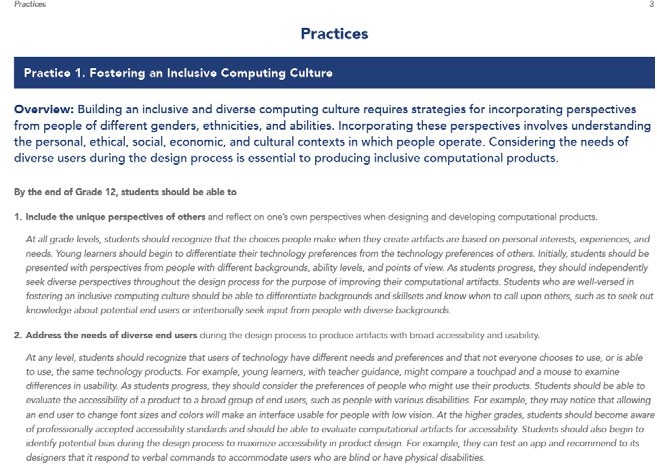 Practices
3
Practices
Practice 1. Fostering an Inclusive Computing Culture
Overview: Building an inclusive and diverse computing culture requires strategies for incorporating perspectives
from people of different genders, ethnicities, and abilities. Incorporating these perspectives involves understanding
the personal, ethical, social, economic, and cultural contexts in which people operate. Considering the needs of
diverse users during the design process is essential to producing inclusive computational products.
By the end of Grade 12, students should be able to
1. Include the unique perspectives of others and reflect on one's own perspectives when designing and developing computational products.
At all grade levels, students should recognize that the choices people make when they create artifacts are based on personal interests, experiences, and
needs. Young learners should begin to differentiate their technology preferences from the technology preferences of others. Initially, students should be
presented with perspectives from people with different backgrounds, ability levels, and points of view. As students progress, they should independently
seek diverse perspectives throughout the design process for the purpose of improving their computational artifacts. Students who are well-versed in
fostering an inclusive computing culture should be able to differentiate backgrounds and skillsets and know when to call upon others, such as to seek out
knowledge about potential end users or intentionally seek input from people with diverse backgrounds.
2. Address the needs of diverse end users during the design process to produce artifacts with broad accessibility and usability.
At any level, students should recognize that users of technology have different needs and preferences and that not everyone chooses to use, or is able
to use, the same technology products. For example, young learners, with teacher guidance, might compare a touchpad and a mouse to examine
differences in usability. As students progress, they should consider the preferences of people who might use their products. Students should be able to
evaluate the accessibility of a product to a broad group of end users, such as people with various disabilities. For example, they may notice that allowing
an end user to change font sizes and colors will make an interface usable for people with low vision. At the higher grades, students should become aware
of professionally accepted accessibility standards and should be able to evaluate computational artifacts for accessibility. Students should also begin to
identify potential bias during the design process to maximize accessibility in product design. For example, they can test an app and recommend to its
designers that it respond to verbal commands to accommodate users who are blind or have physical disabilities.